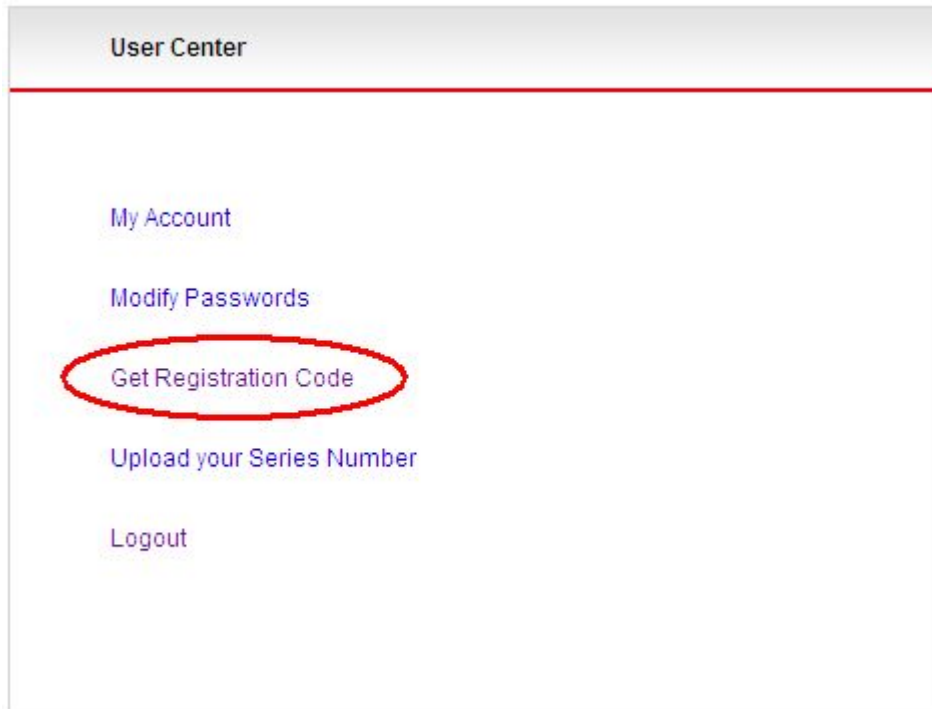 User Center
My Account
Modify Passwords
Get Registration Code
Upload your Series Number
Logout